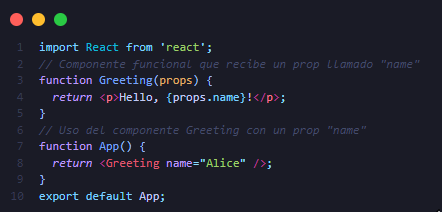 1 import React from 'react';
2 // Componente funcional que recibe un prop llamado "name"
3 function Greeting(props) {
4   return <p>Hello, {props.name}!</p>;
5 }
6 // Uso del componente Greeting con un prop "name"
7 function App() {
8   return <Greeting name="Alice" />;
9 }
10 export default App;